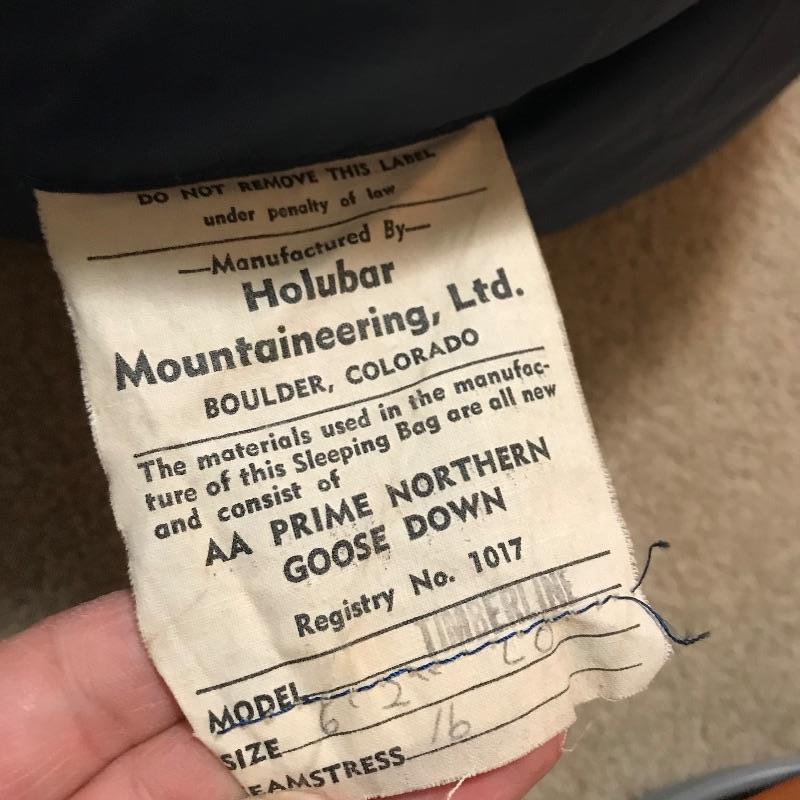 DO NOT REMOVE THIS LABEL
under penalty of law
—Manufactured By—
Holubar
Mountaineering, Ltd.
BOULDER, COLORADO
The materials used in the manufac-
ture of this Sleeping Bag are all new
and consist of
AA PRIME NORTHERN
GOOSE DOWN
Registry No. 1017
MODEL TIMBERLINE
SIZE 6'2"
EAMSTRESS 16